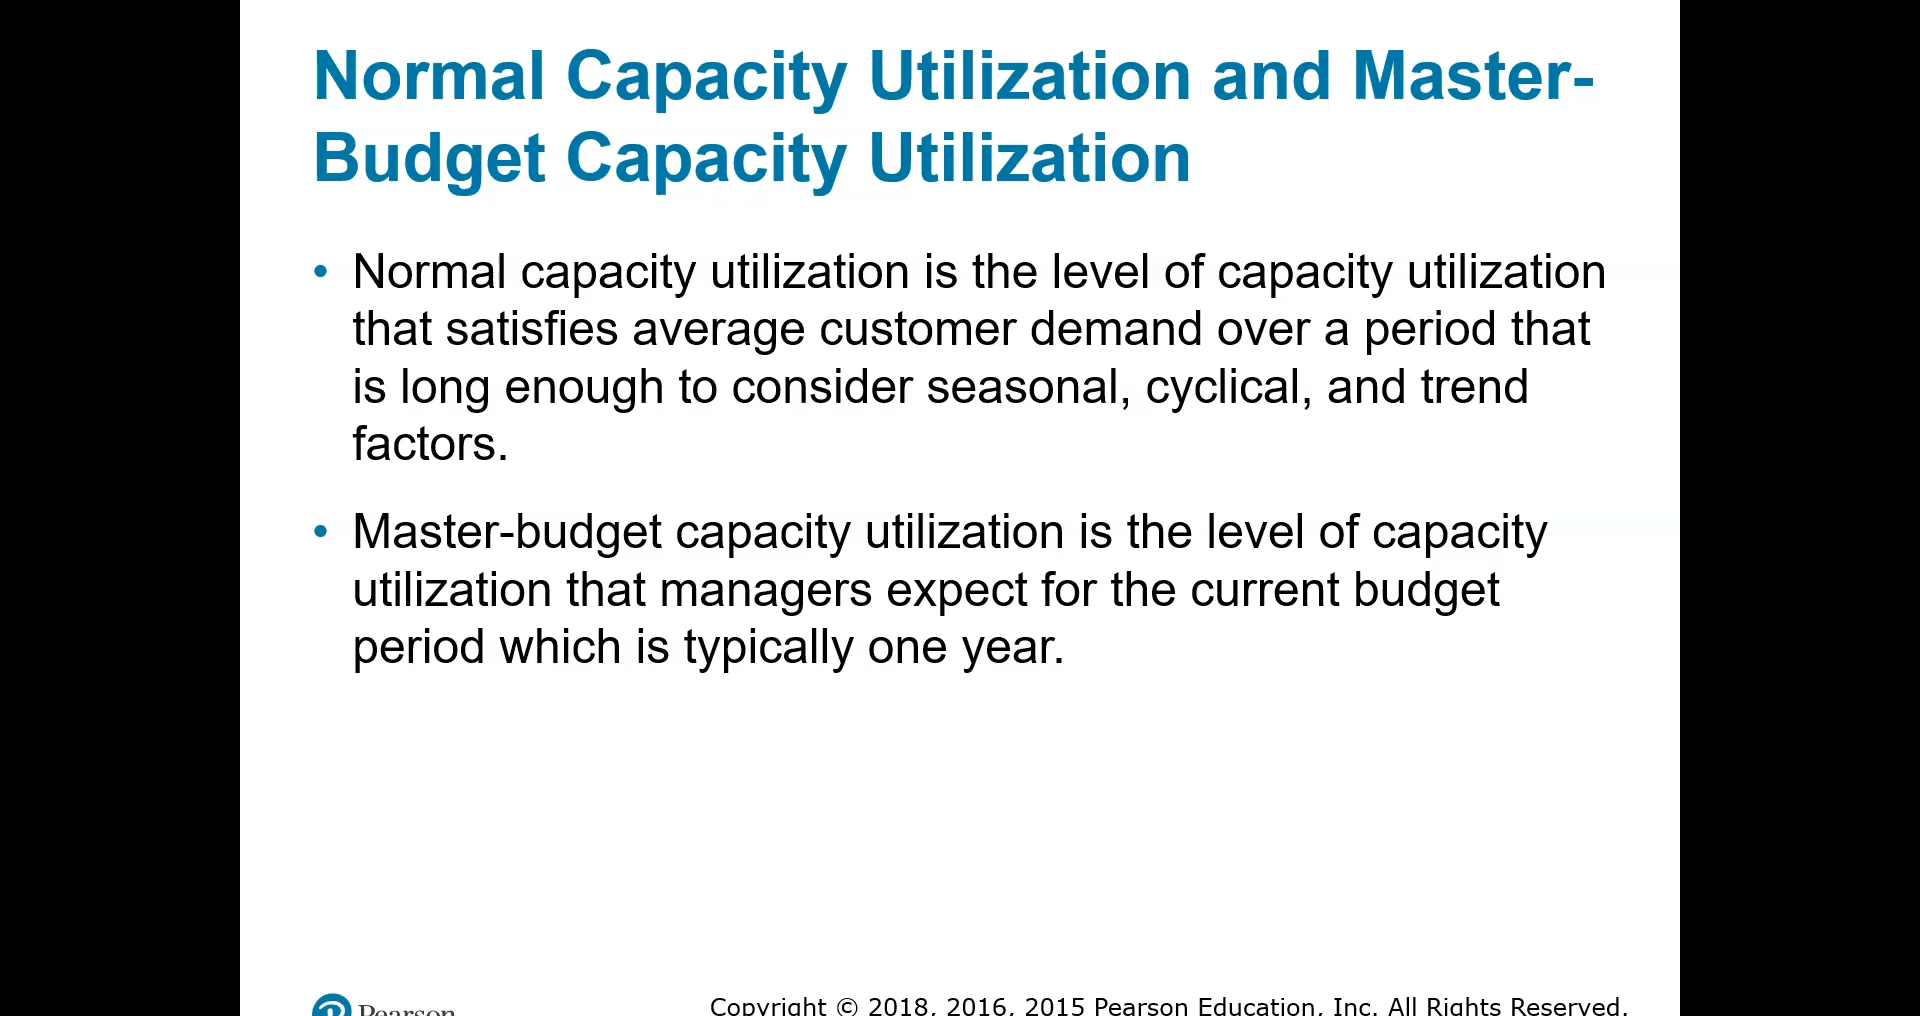 Normal Capacity Utilization and Master-
Budget Capacity Utilization
• Normal capacity utilization is the level of capacity utilization
that satisfies average customer demand over a period that
is long enough to consider seasonal, cyclical, and trend
factors.
• Master-budget capacity utilization is the level of capacity
utilization that managers expect for the current budget
period which is typically one year.
Pearson
Copyright © 2018, 2016, 2015 Pearson Education, Inc. All Rights Reserved.